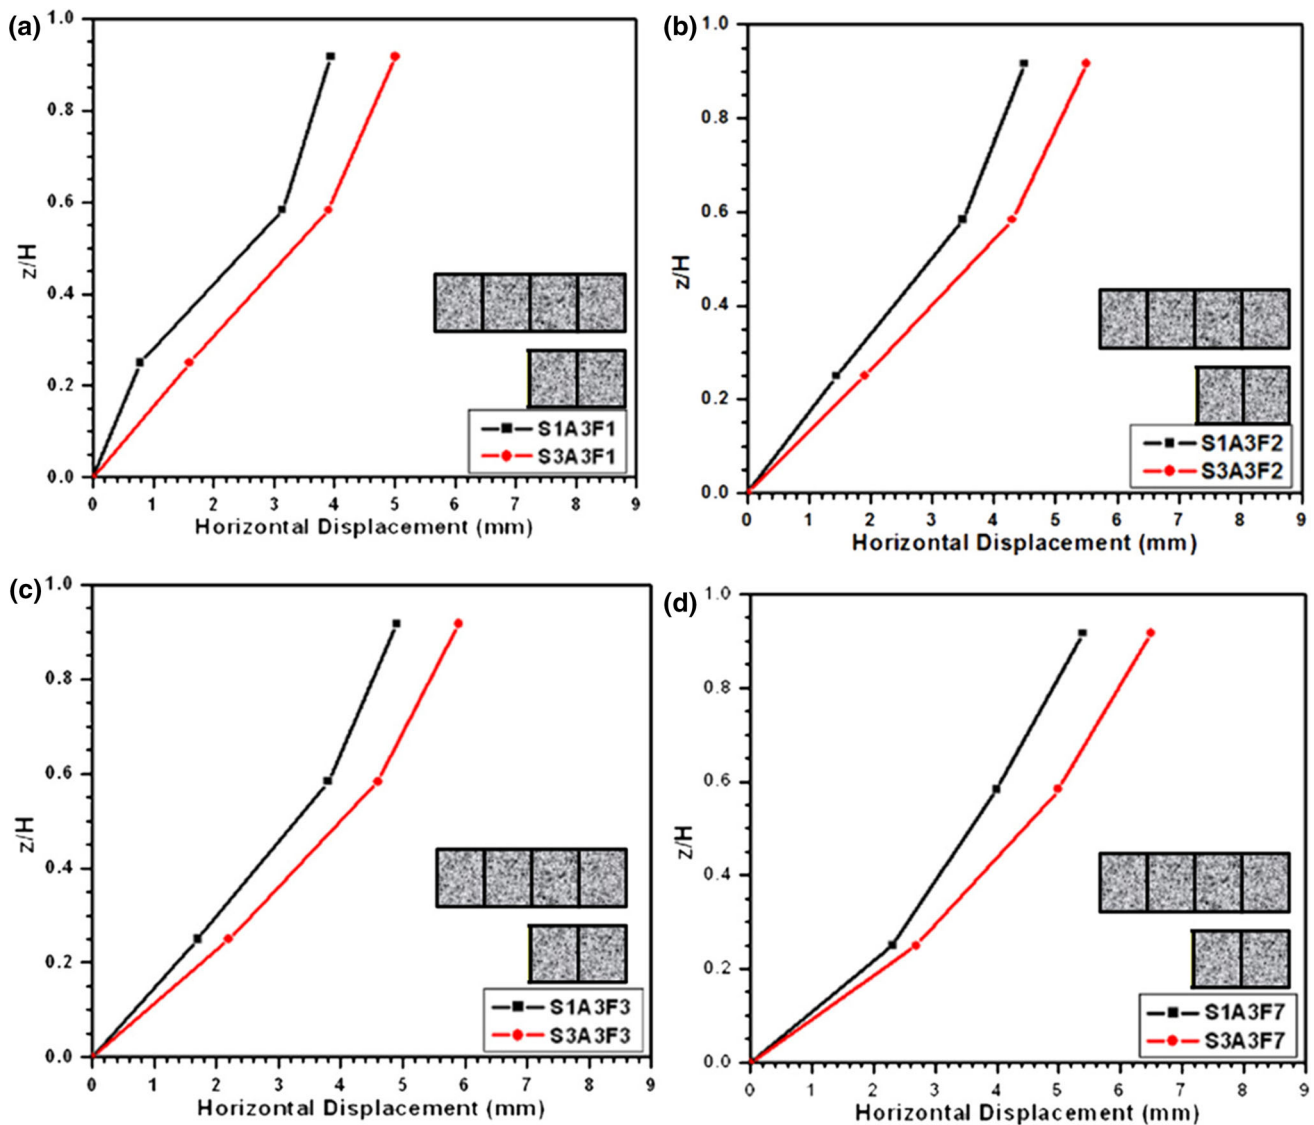 (a)
1.0
0.8
0.6
0.4
0.2
0.0
z/H
S1A3F1
S3A3F1
0 1 2 3 4 5 6 7 8 9
Horizontal Displacement (mm)
(b)
1.0
0.8
0.6
0.4
0.2
0.0
z/H
S1A3F2
S3A3F2
0 1 2 3 4 5 6 7 8 9
Horizontal Displacement (mm)
(c)
1.0
0.8
0.6
0.4
0.2
0.0
z/H
S1A3F3
S3A3F3
0 1 2 3 4 5 6 7 8 9
Horizontal Displacement (mm)
(d)
1.0
0.8
0.6
0.4
0.2
0.0
z/H
S1A3F7
S3A3F7
0 1 2 3 4 5 6 7 8 9
Horizontal Displacement (mm)